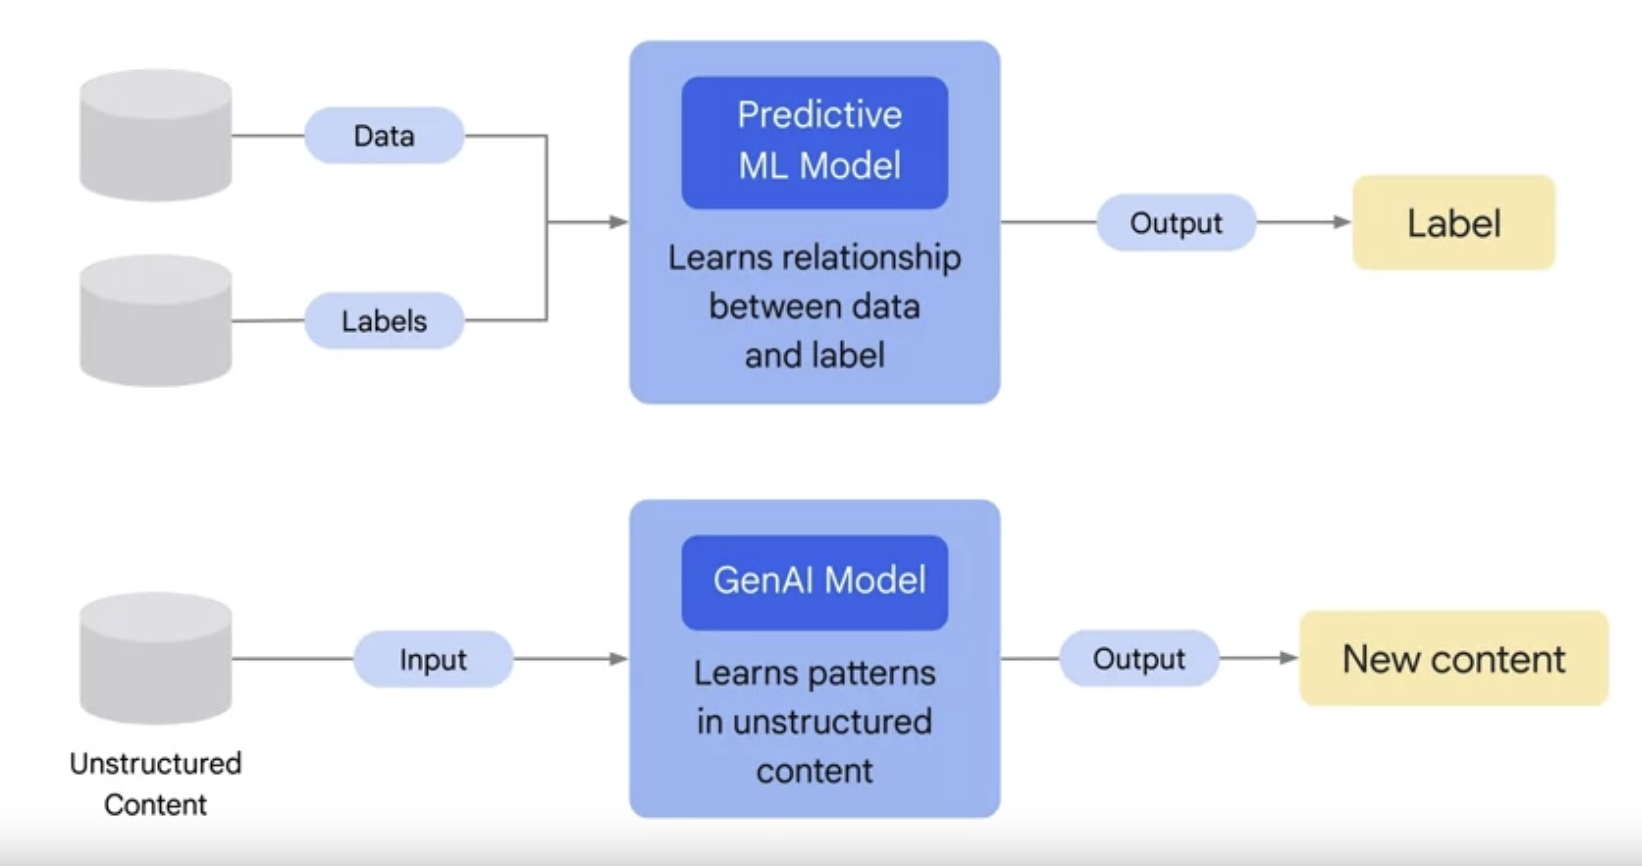 Data
Labels
Predictive
ML Model
Learns relationship
between data
and label
Output
Label
Unstructured
Content
Input
GenAI Model
Learns patterns
in unstructured
content
Output
New content